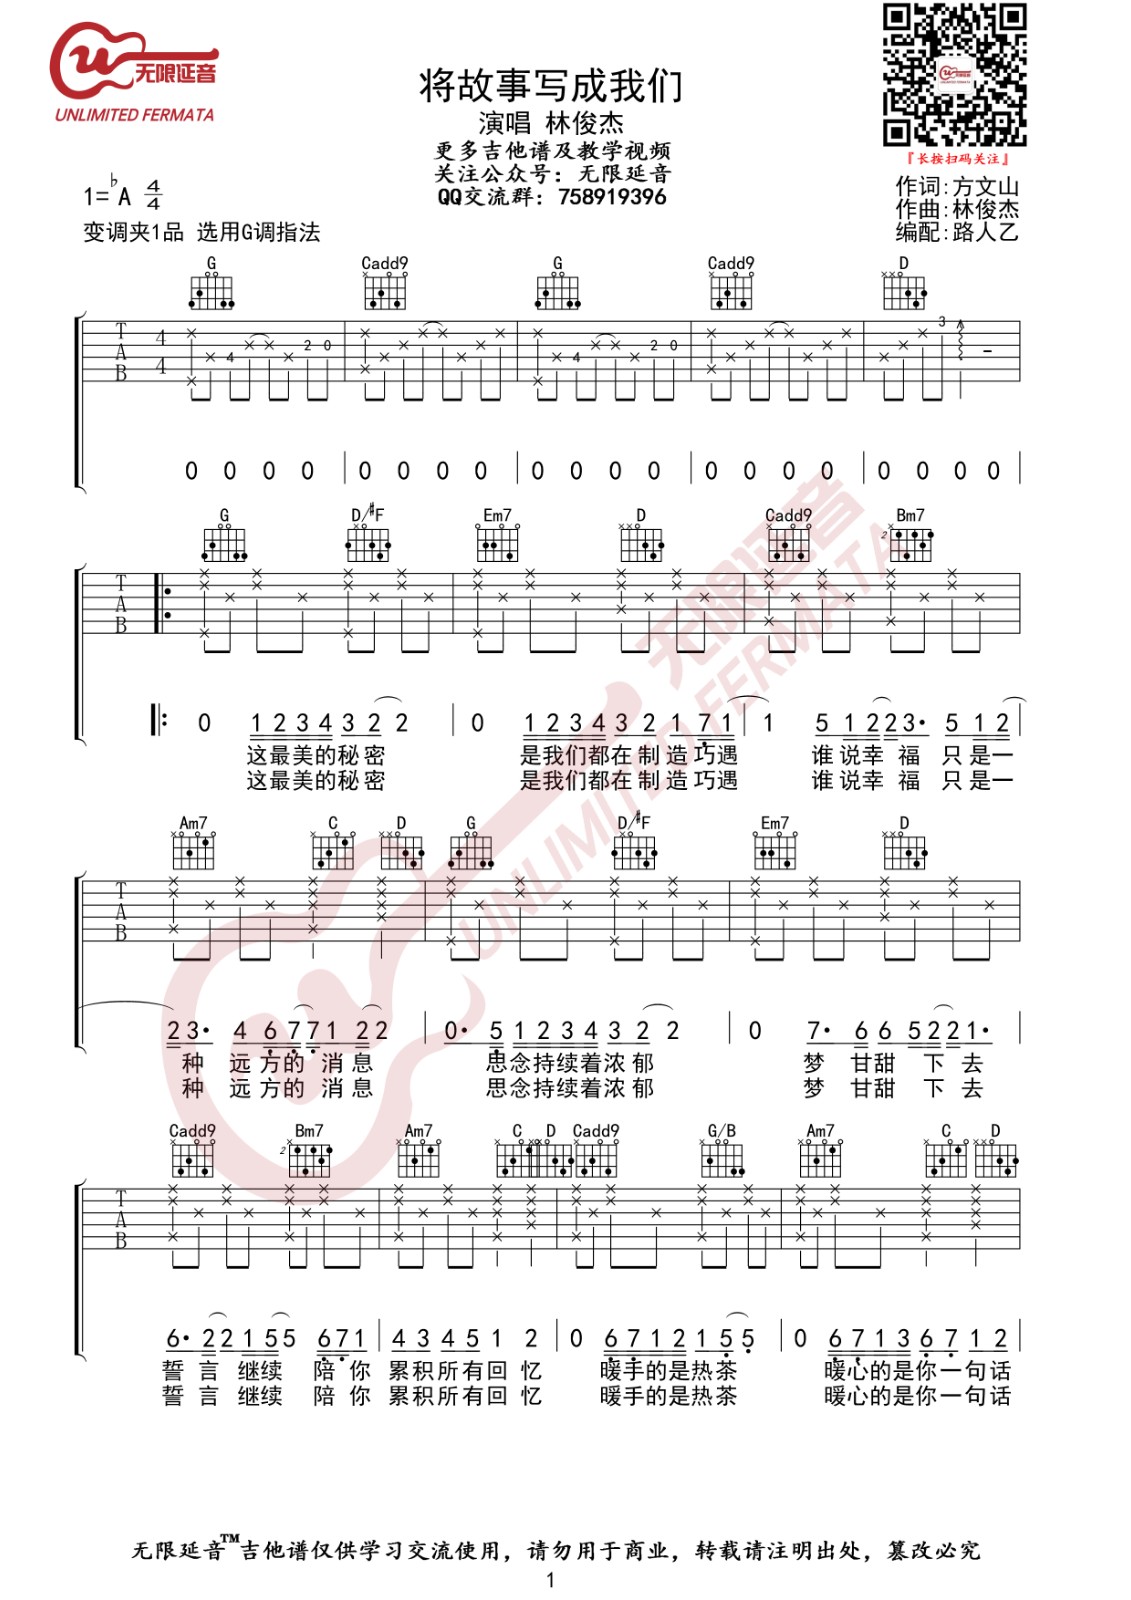 无限延音
UNLIMITED FERMATA
将故事写成我们
演唱 林俊杰
更多吉他谱及教学视频
关注公众号：无限延音
QQ交流群：758919396
『长按扫码关注』
1=♭A 4/4
变调夹1品 选用G调指法
作词:方文山
作曲:林俊杰
编配:路人乙
G Cadd9 G Cadd9 D
T A B 4/4 4 2 0 4 2 0 3 -
0 0 0 0 | 0 0 0 0 | 0 0 0 0 | 0 0 0 0 | 0 0 0 0 |
G D/#F Em7 D Cadd9 Bm7
2
T A B
0 1 2 3 4 3 2 2 | 0 1 2 3 4 3 2 1 7 1 | 1 5 1 2 2 3· 5 1 2 |
这最美的秘密 是我们都在制造巧遇 谁说幸福只是一
这最美的秘密 是我们都在制造巧遇 谁说幸福只是一
Am7 C D G D/#F Em7 D
T A B
2 3· 4 6 7 7 1 2 2 | 0· 5 1 2 3 4 3 2 2 | 0 7· 6 6 5 2 2 1· |
种远方的消息 思念持续着浓郁 梦甘甜下去
种远方的消息 思念持续着浓郁 梦甘甜下去
Cadd9 Bm7 Am7 C D Cadd9 G/B Am7 C D
2
T A B
6· 2 2 1 5 5 6 7 1 | 4 3 4 5 1 2 | 0 6 7 1 2 1 5 5 | 0 6 7 1 3 6 7 1 2 |
誓言继续陪你 累积所有回忆 暖手的是热茶 暖心的是你一句话
誓言继续陪你 累积所有回忆 暖手的是热茶 暖心的是你一句话
无限延音™吉他谱仅供学习交流使用，请勿用于商业，转载请注明出处，篡改必究
1
无限延音
UNLIMITED FERMATA